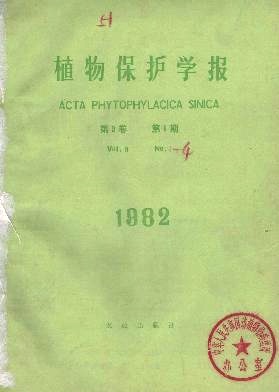 植物保护学报
ACTA PHYTOPHYLACICA SINICA
第9卷 第1期
Vol. 9 No. 1-4
1982